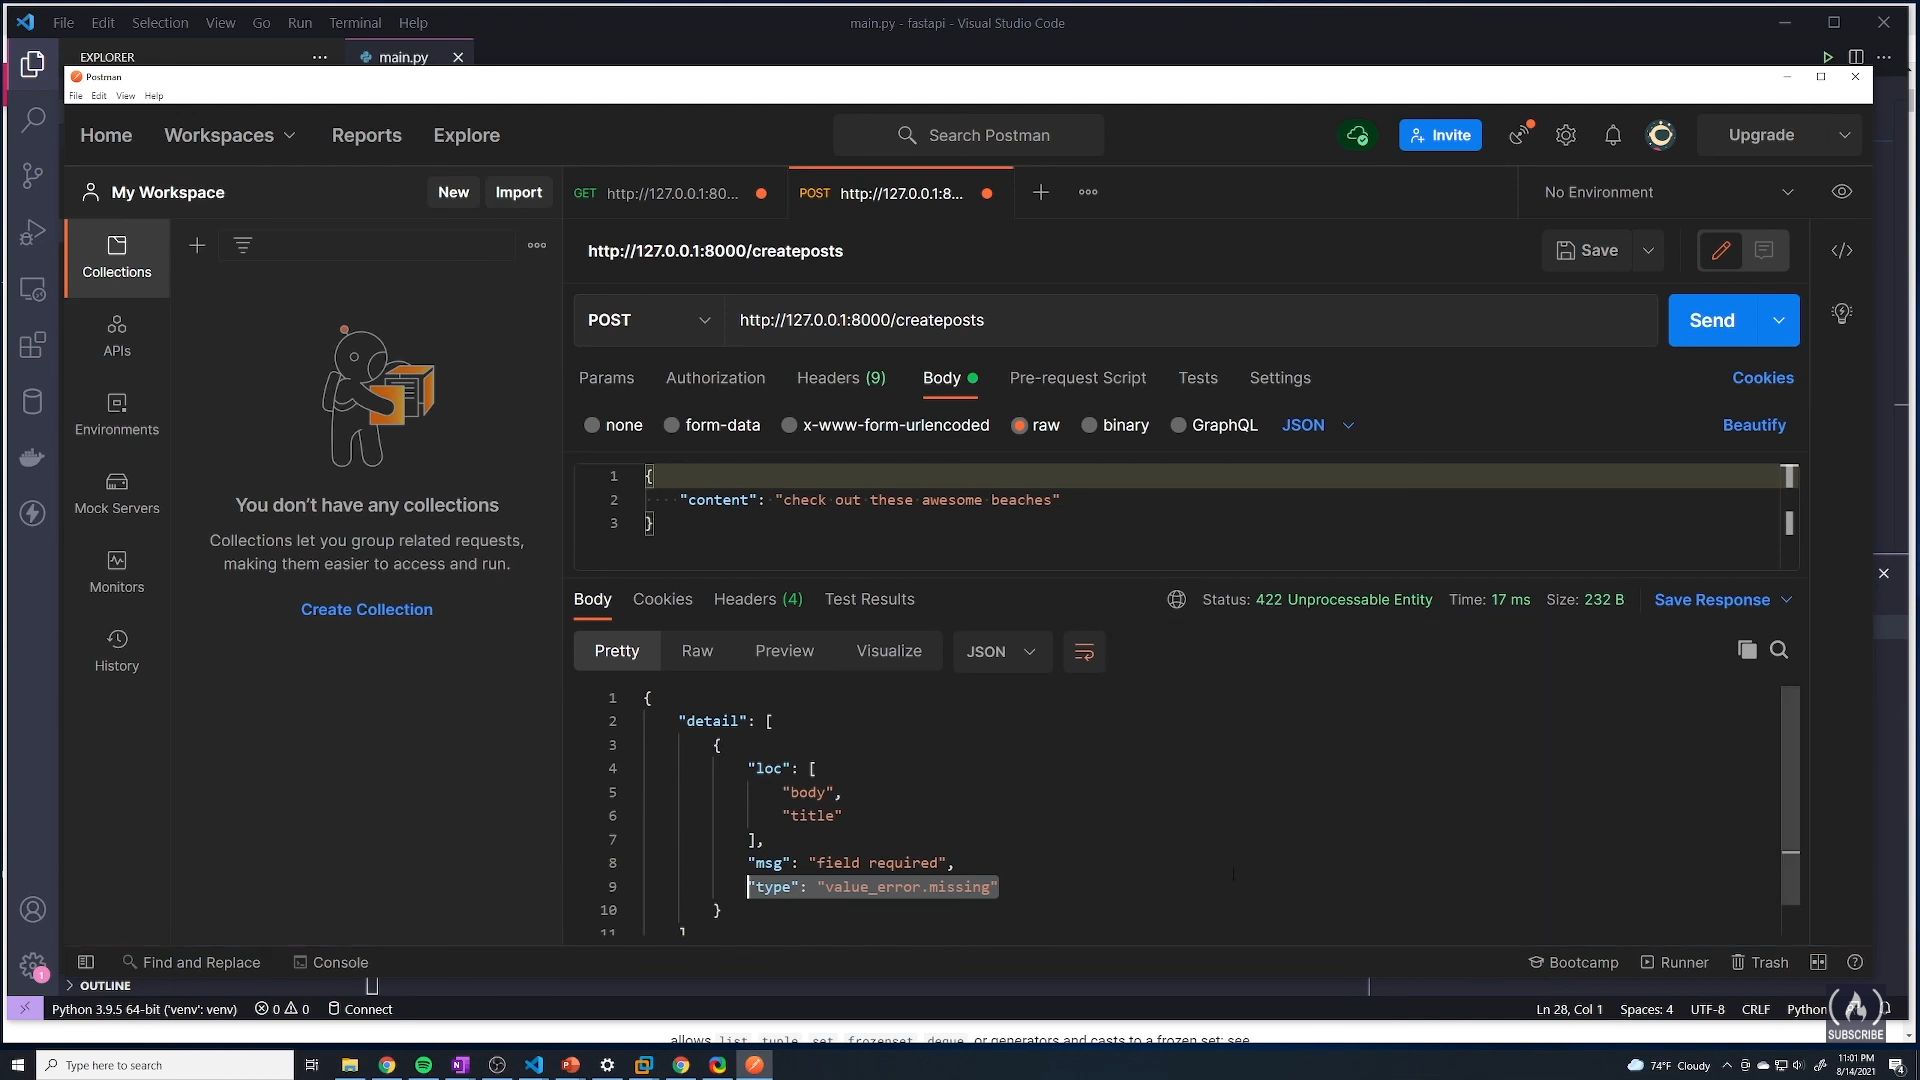 File Edit Selection View Go Run Terminal Help
main.py - fastapi - Visual Studio Code
EXPLORER
main.py
Postman
File Edit View Help
Home Workspaces Reports Explore
Search Postman
Invite
Upgrade
My Workspace
New Import
GET http://127.0.0.1:80...
POST http://127.0.0.1:8...
No Environment
Collections
APIs
Environments
Mock Servers
Monitors
History
You don't have any collections
Collections let you group related requests,
making them easier to access and run.
Create Collection
http://127.0.0.1:8000/createposts
Save
POST http://127.0.0.1:8000/createposts
Send
Params Authorization Headers (9) Body Pre-request Script Tests Settings Cookies
none form-data x-www-form-urlencoded raw binary GraphQL JSON Beautify
1 {
2 "content": "check out these awesome beaches"
3 }
Body Cookies Headers (4) Test Results
Status: 422 Unprocessable Entity Time: 17 ms Size: 232 B Save Response
Pretty Raw Preview Visualize JSON
1 {
2 "detail": [
3 {
4 "loc": [
5 "body",
6 "title"
7 ],
8 "msg": "field required",
9 "type": "value_error.missing"
10 }
11 ]
Find and Replace Console
Bootcamp Runner Trash
OUTLINE
Python 3.9.5 64-bit ('venv': venv) 0 0 Connect
Ln 28, Col 1 Spaces: 4 UTF-8 CRLF Python
1
SUBSCRIBE
allows list, tuple, set, frozenset, deque, or generators and casts to a frozen set; see
Type here to search
74°F Cloudy
11:01 PM
8/14/2021
4